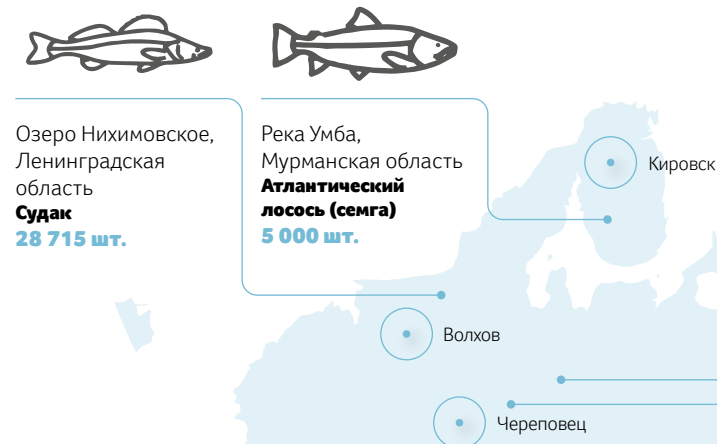 Озеро Нихимовское,
Ленинградская
область
Судак
28 715 шт.
Река Умба,
Мурманская область
Атлантический
лосось (семга)
5 000 шт.
Кировск
Волхов
Череповец